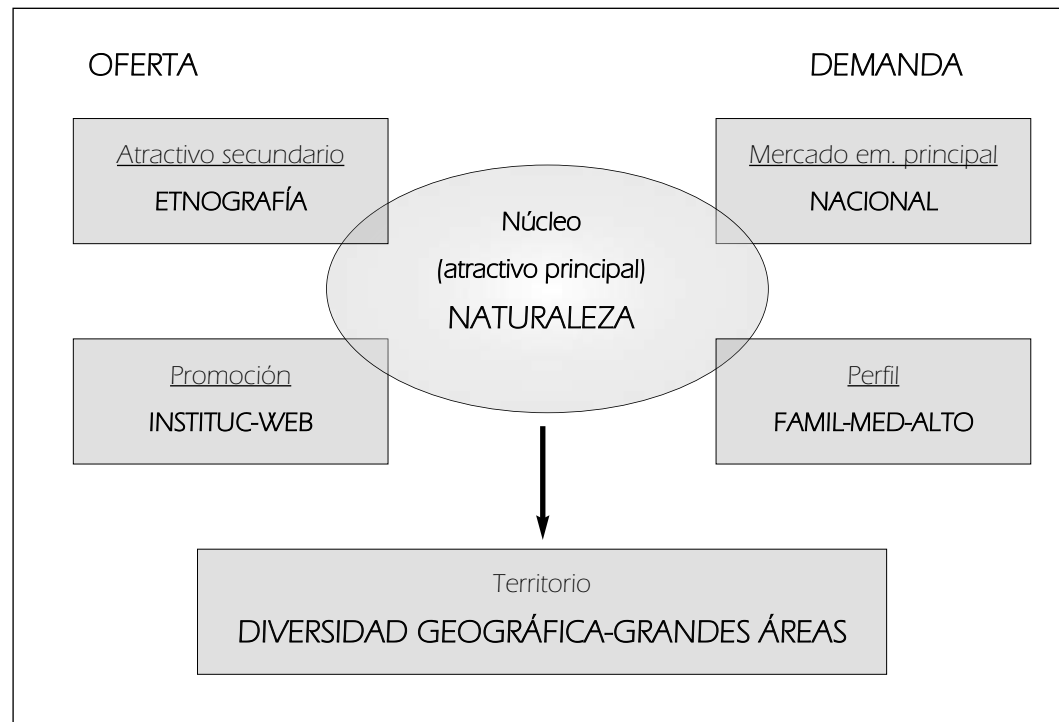 OFERTA
DEMANDA
Atractivo secundario
ETNOGRAFÍA
Mercado em. principal
NACIONAL
Núcleo
(atractivo principal)
NATURALEZA
Promoción
INSTITUC-WEB
Perfil
FAMIL-MED-ALTO
Territorio
DIVERSIDAD GEOGRÁFICA-GRANDES ÁREAS